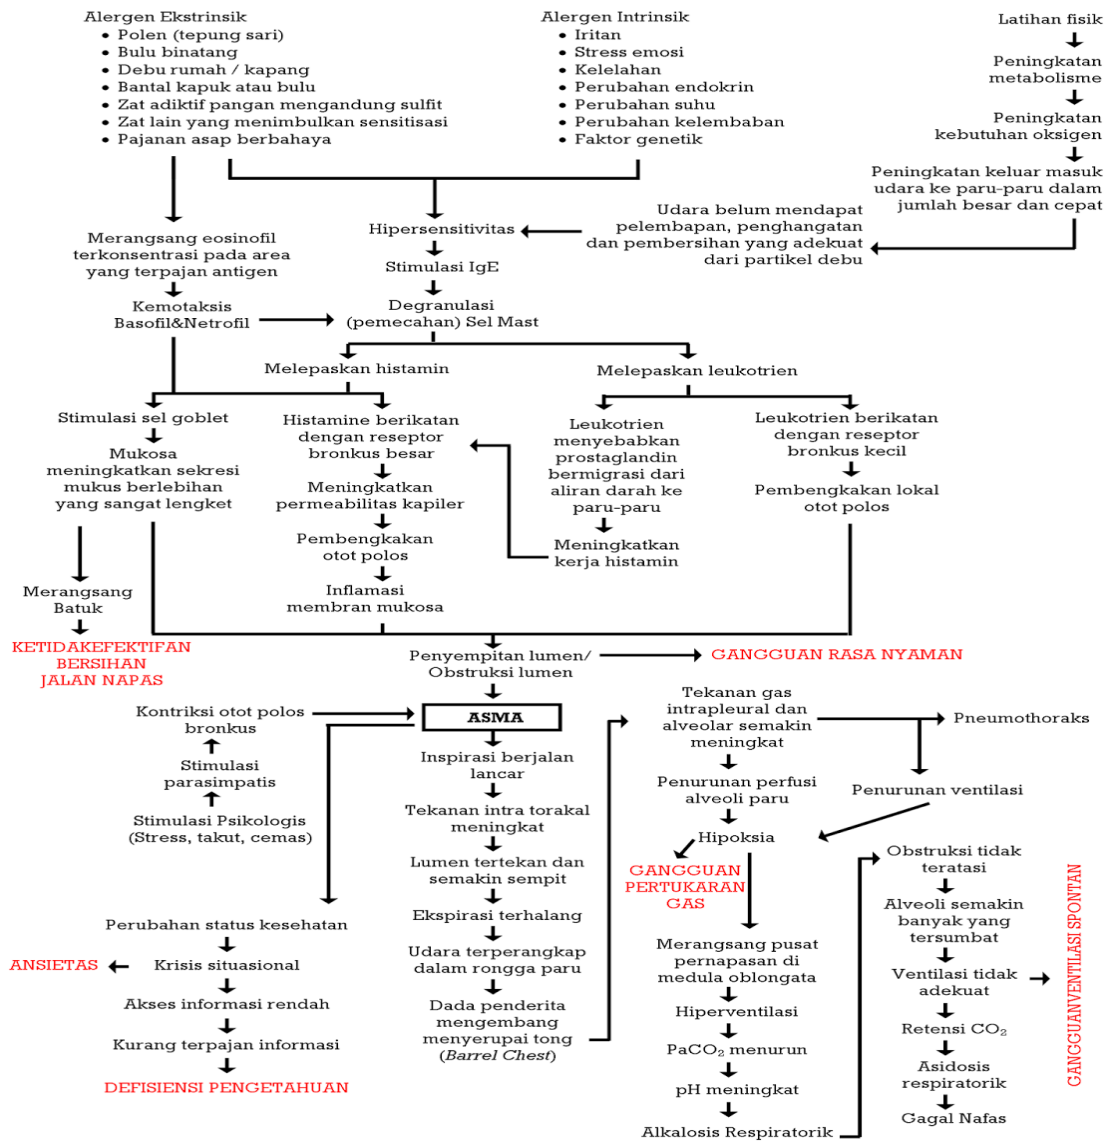 Alergen Ekstrinsik
• Polen (tepung sari)
• Bulu binatang
• Debu rumah / kapang
• Bantal kapuk atau bulu
• Zat adiktif pangan mengandung sulfit
• Zat lain yang menimbulkan sensitisasi
• Pajanan asap berbahaya
Alergen Intrinsik
• Iritan
• Stress emosi
• Kelelahan
• Perubahan endokrin
• Perubahan suhu
• Perubahan kelembaban
• Faktor genetik
Latihan fisik
Peningkatan
metabolisme
Peningkatan
kebutuhan oksigen
Peningkatan keluar masuk
udara ke paru-paru dalam
jumlah besar dan cepat
Udara belum mendapat
pelembapan, penghangatan
dan pembersihan yang adekuat
dari partikel debu
Merangsang eosinofil
terkonsentrasi pada area
yang terpajan antigen
Hipersensitivitas
Stimulasi IgE
Kemotaksis
Basofil&Netrofil
Degranulasi
(pemecahan) Sel Mast
Melepaskan histamin
Melepaskan leukotrien
Stimulasi sel goblet
Mukosa
meningkatkan sekresi
mukus berlebihan
yang sangat lengket
Histamine berikatan
dengan reseptor
bronkus besar
Meningkatkan
permeabilitas kapiler
Pembengkakan
otot polos
Inflamasi
membran mukosa
Leukotrien
menyebabkan
prostaglandin
bermigrasi dari
aliran darah ke
paru-paru
Meningkatkan
kerja histamin
Leukotrien berikatan
dengan reseptor
bronkus kecil
Pembengkakan lokal
otot polos
Merangsang
Batuk
KETIDAKEFEKTIFAN
BERSIHAN
JALAN NAPAS
Penyempitan lumen/
Obstruksi lumen
GANGGUAN RASA NYAMAN
Kontriksi otot polos
bronkus
Stimulasi
parasimpatis
Stimulasi Psikologis
(Stress, takut, cemas)
ASMA
Inspirasi berjalan
lancar
Tekanan intra torakal
meningkat
Lumen tertekan dan
semakin sempit
Ekspirasi terhalang
Udara terperangkap
dalam rongga paru
Dada penderita
mengembang
menyerupai tong
(Barrel Chest)
Perubahan status kesehatan
ANSIETAS
Krisis situasional
Akses informasi rendah
Kurang terpajan informasi
DEFISIENSI PENGETAHUAN
Tekanan gas
intrapleural dan
alveolar semakin
meningkat
Pneumothoraks
Penurunan perfusi
alveoli paru
Penurunan ventilasi
Hipoksia
GANGGUAN
PERTUKARAN
GAS
Merangsang pusat
pernapasan di
medula oblongata
Hiperventilasi
PaCO₂ menurun
pH meningkat
Alkalosis Respiratorik
Obstruksi tidak
teratasi
Alveoli semakin
banyak yang
tersumbat
Ventilasi tidak
adekuat
Retensi CO₂
Asidosis
respiratorik
Gagal Nafas
GANGGUANVENTILASI SPONTAN